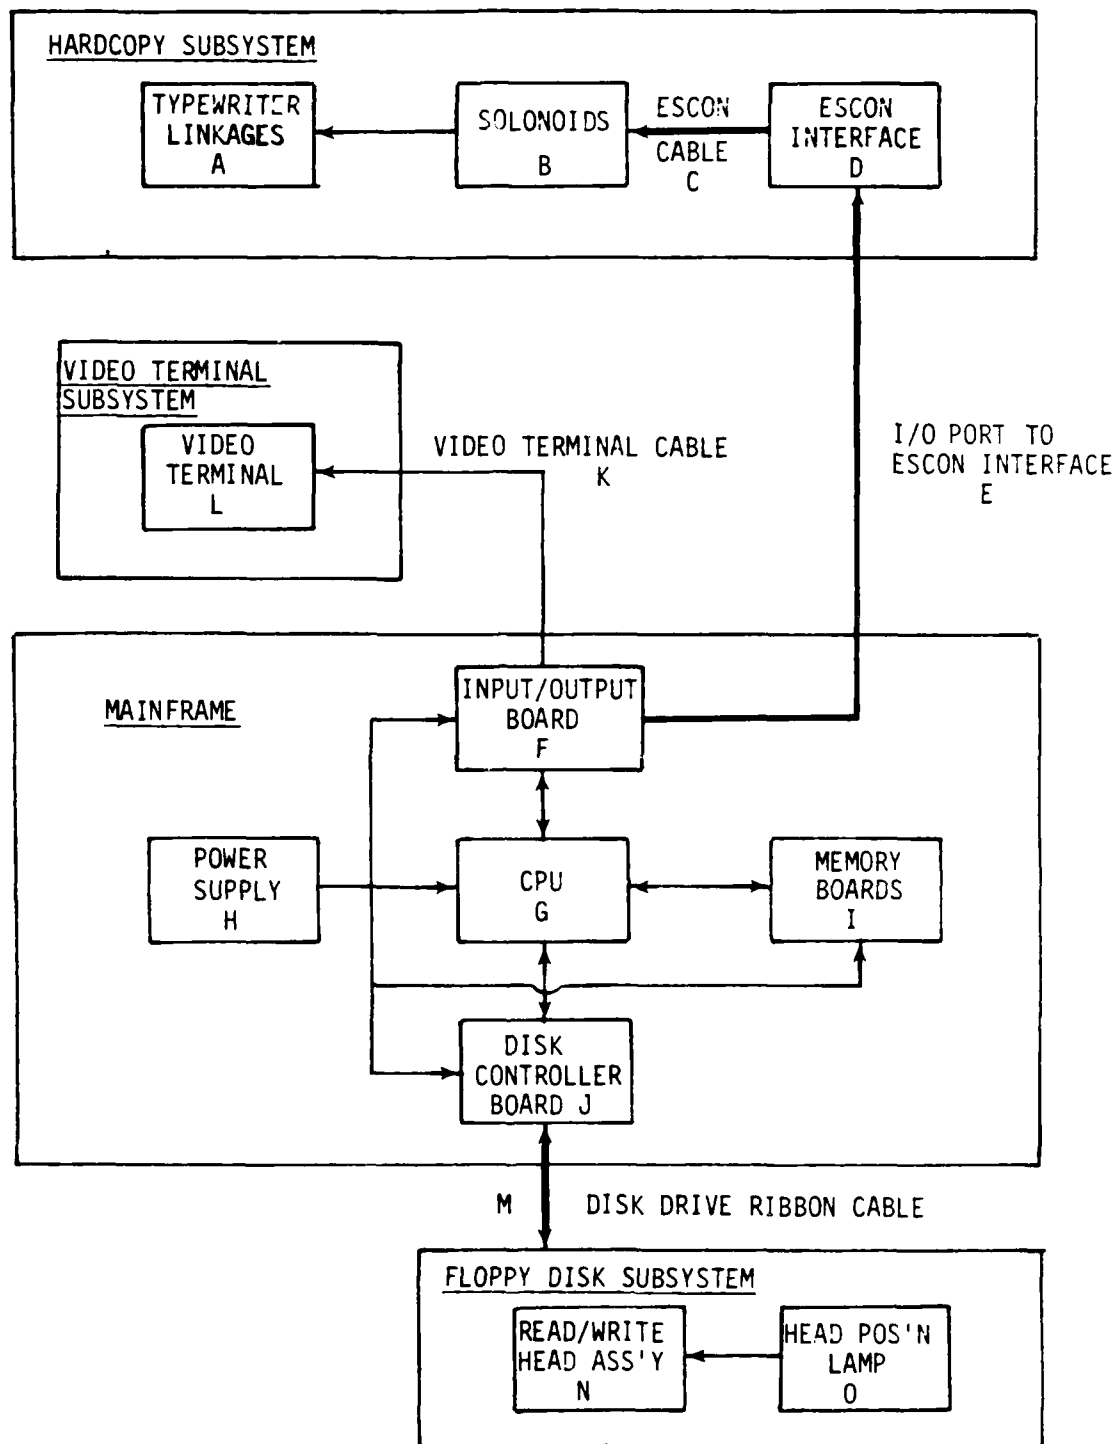 HARDCOPY SUBSYSTEM
TYPEWRITER
LINKAGES
A
SOLONOIDS
B
ESCON
CABLE
C
ESCON
INTERFACE
D
VIDEO TERMINAL
SUBSYSTEM
VIDEO
TERMINAL
L
VIDEO TERMINAL CABLE
K
I/O PORT TO
ESCON INTERFACE
E
MAINFRAME
INPUT/OUTPUT
BOARD
F
POWER
SUPPLY
H
CPU
G
MEMORY
BOARDS
I
DISK
CONTROLLER
BOARD J
M DISK DRIVE RIBBON CABLE
FLOPPY DISK SUBSYSTEM
READ/WRITE
HEAD ASS'Y
N
HEAD POS'N
LAMP
O